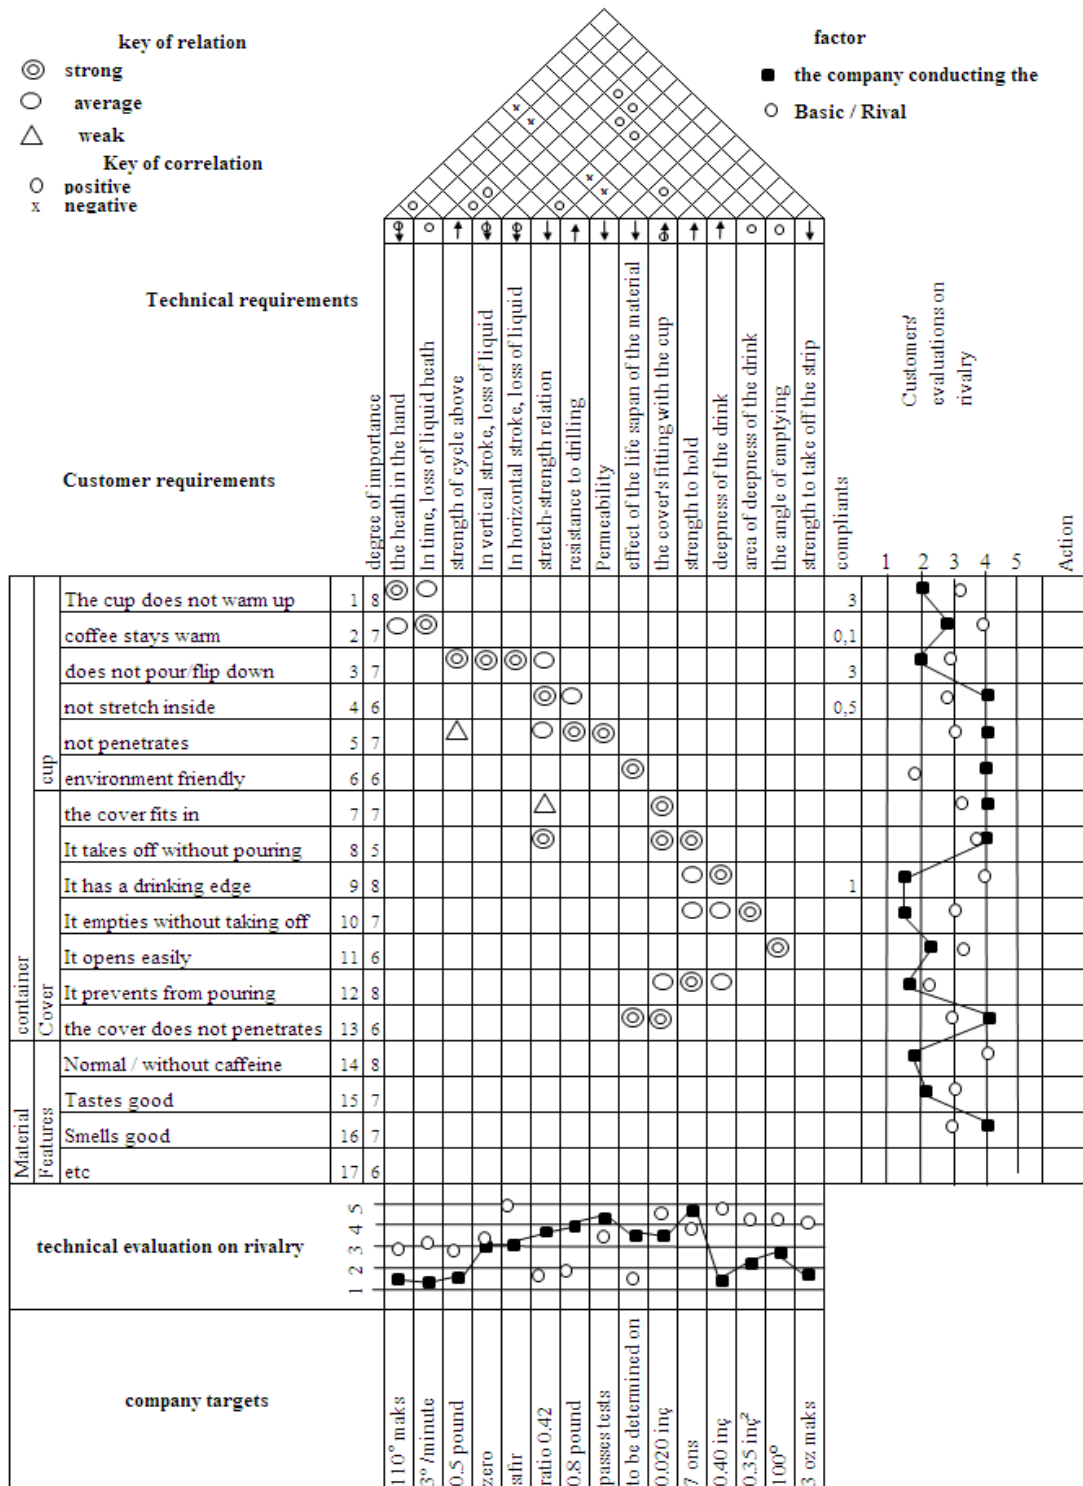 key of relation
strong
average
weak
Key of correlation
positive
x negative
factor
the company conducting the
Basic / Rival
Technical requirements
Customer requirements
degree of importance
the heath in the hand
In time, loss of liquid heath
strength of cycle above
In vertical stroke, loss of liquid
In horizontal stroke, loss of liquid
stretch-strength relation
resistance to drilling
Permeability
effect of the life sapan of the material
the cover's fitting with the cup
strength to hold
deepness of the drink
area of deepness of the drink
the angle of emptying
strength to take off the strip
compliants
Customers'
evaluations on
rivalry
1 2 3 4 5
Action
container
cup
Cover
Material
Features
The cup does not warm up 1 8 3
coffee stays warm 2 7 0,1
does not pour/flip down 3 7 3
not stretch inside 4 6 0,5
not penetrates 5 7
environment friendly 6 6
the cover fits in 7 7
It takes off without pouring 8 5
It has a drinking edge 9 8 1
It empties without taking off 10 7
It opens easily 11 6
It prevents from pouring 12 8
the cover does not penetrates 13 6
Normal / without caffeine 14 8
Tastes good 15 7
Smells good 16 7
etc 17 6
technical evaluation on rivalry
1 2 3 4 5
company targets
110° maks
3° /minute
0.5 pound
zero
sıfır
ratio 0.42
0.8 pound
passes tests
to be determined on
0.020 inç
7 ons
0.40 inç
0.35 inç²
100°
3 oz maks